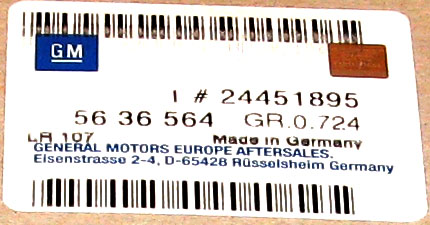 GM
I # 24451895
56 36 564 GR.0.724
LR 107 Made in Germany
GENERAL MOTORS EUROPE AFTERSALES.
Eisenstrasse 2-4, D-65428 Rüsselsheim Germany